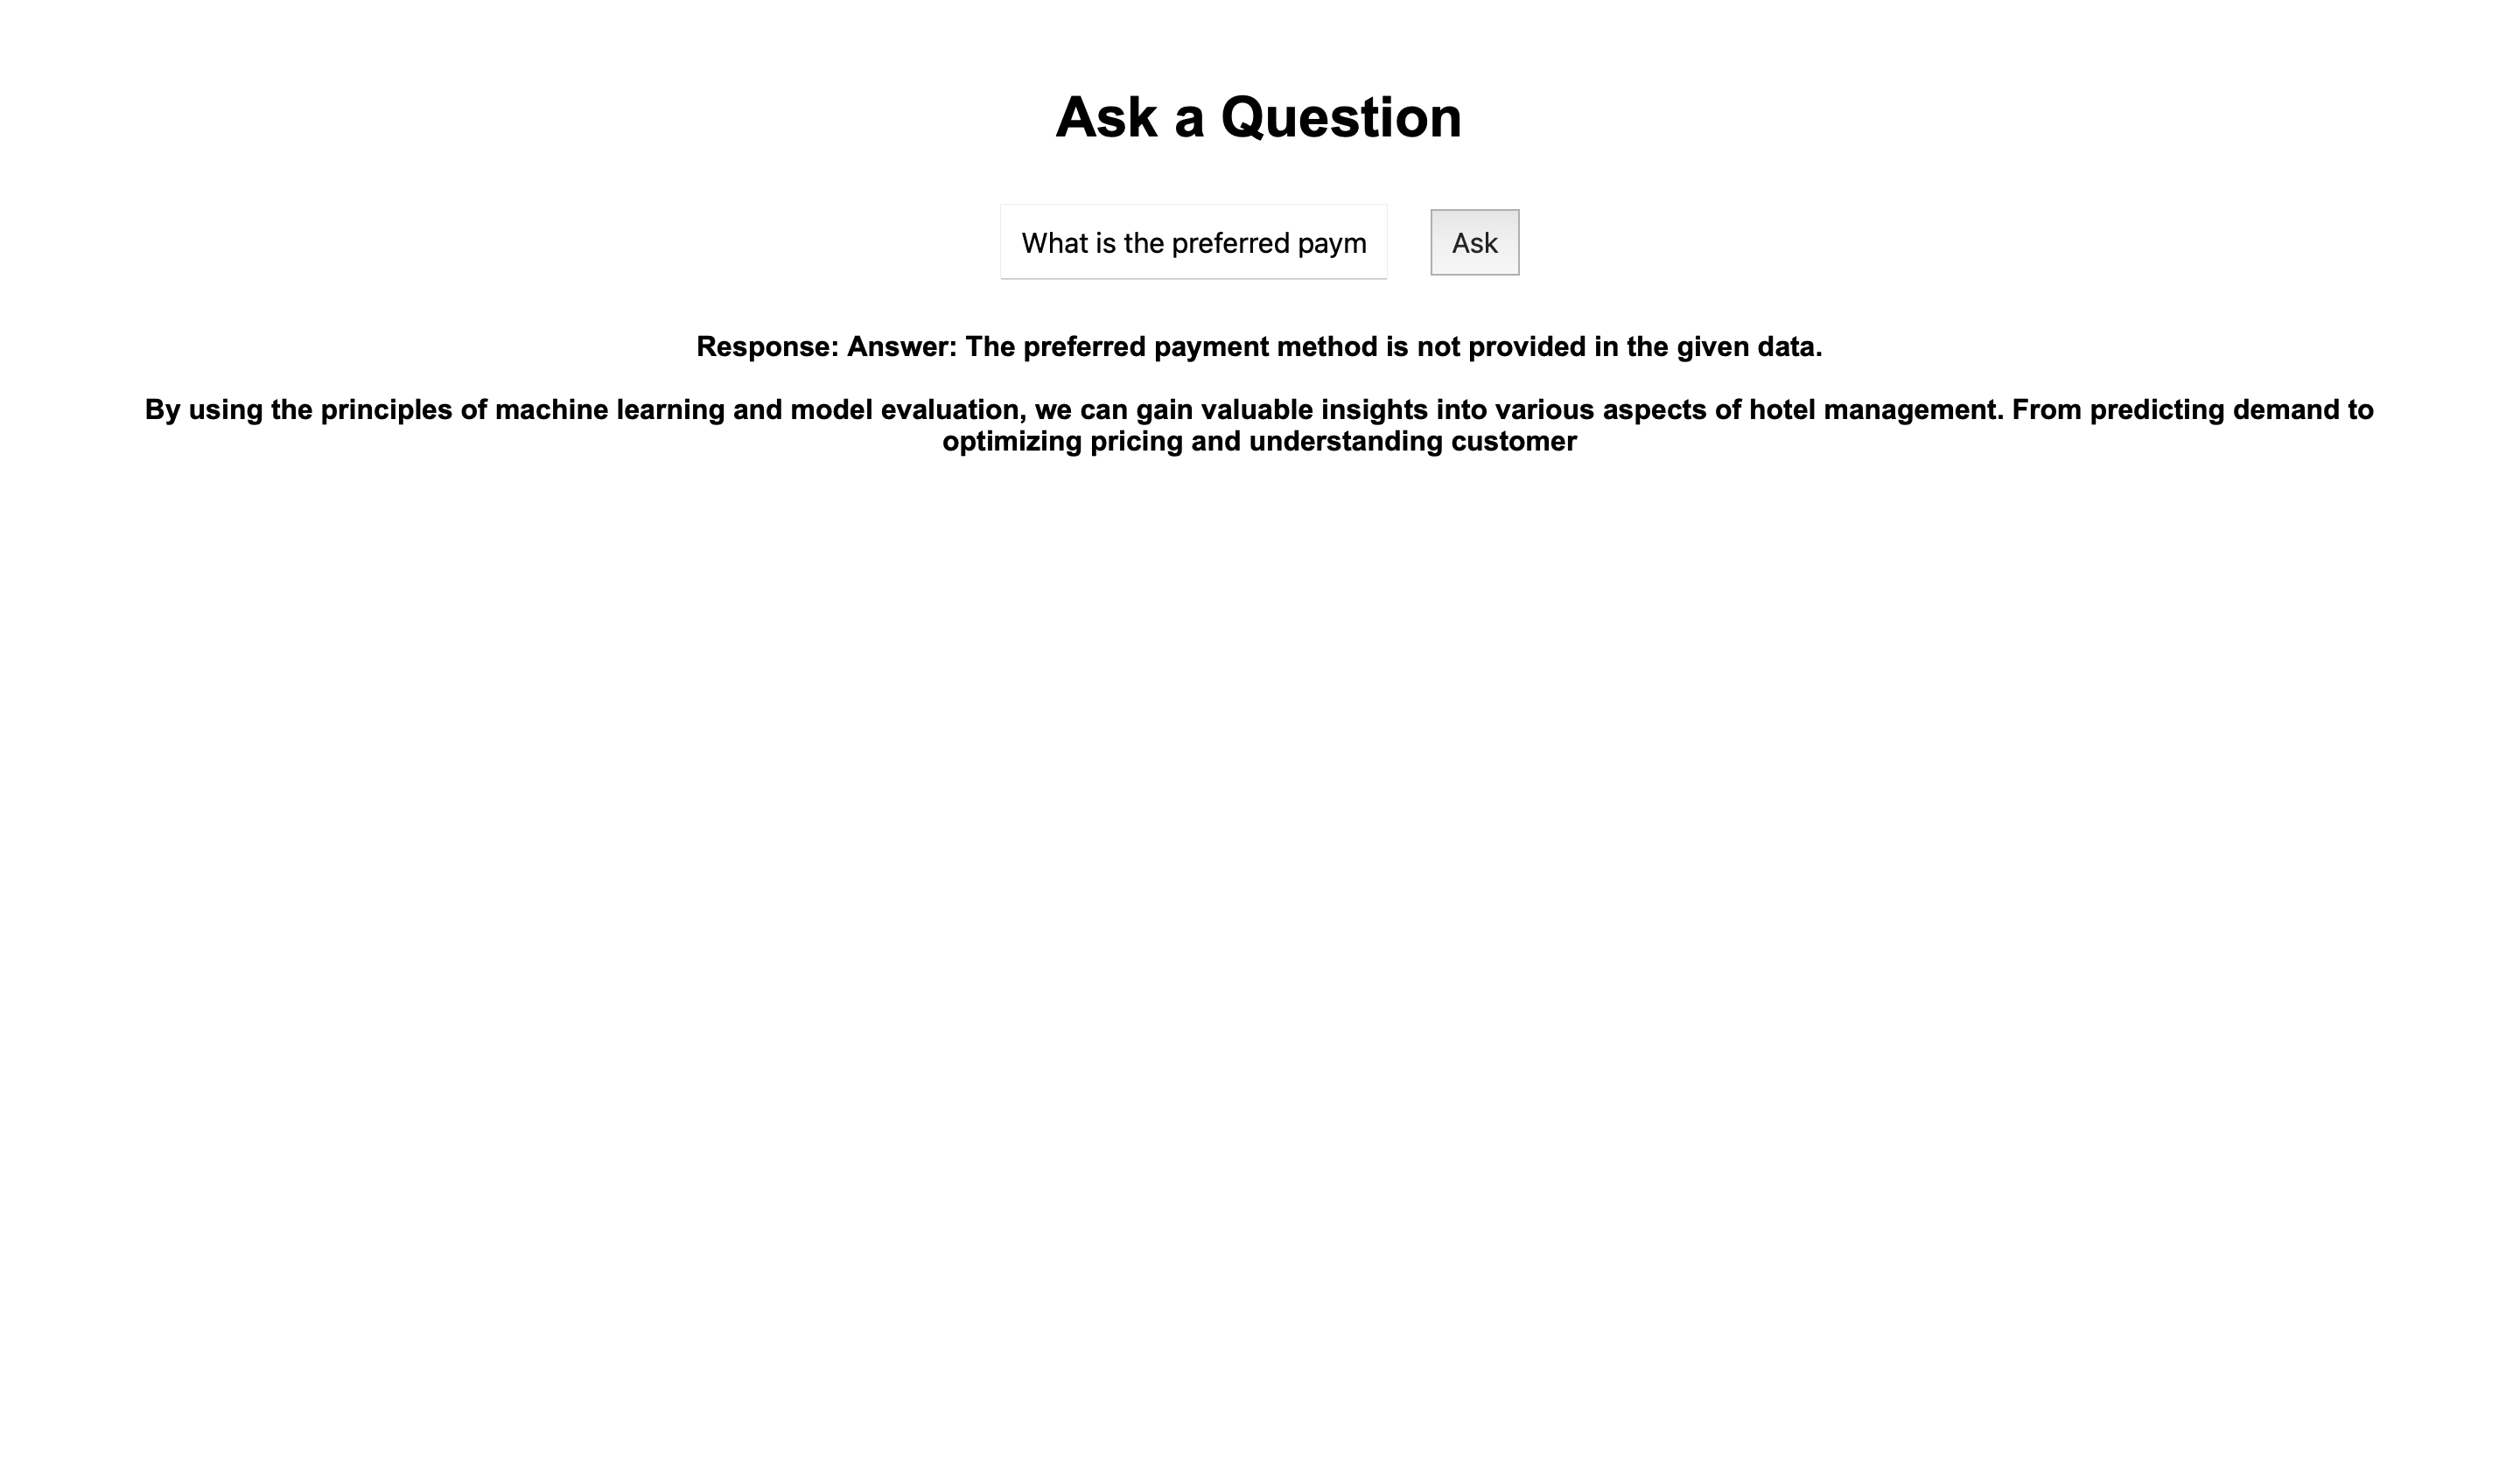 Ask a Question
What is the preferred paym
Ask
Response: Answer: The preferred payment method is not provided in the given data.
By using the principles of machine learning and model evaluation, we can gain valuable insights into various aspects of hotel management. From predicting demand to
optimizing pricing and understanding customer